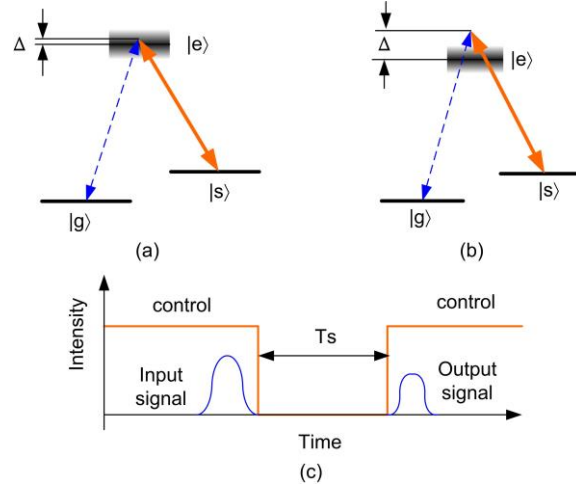 Δ
|e⟩
|g⟩
|s⟩
(a)
Δ
|e⟩
|g⟩
|s⟩
(b)
Intensity
control
control
Ts
Input
signal
Output
signal
Time
(c)